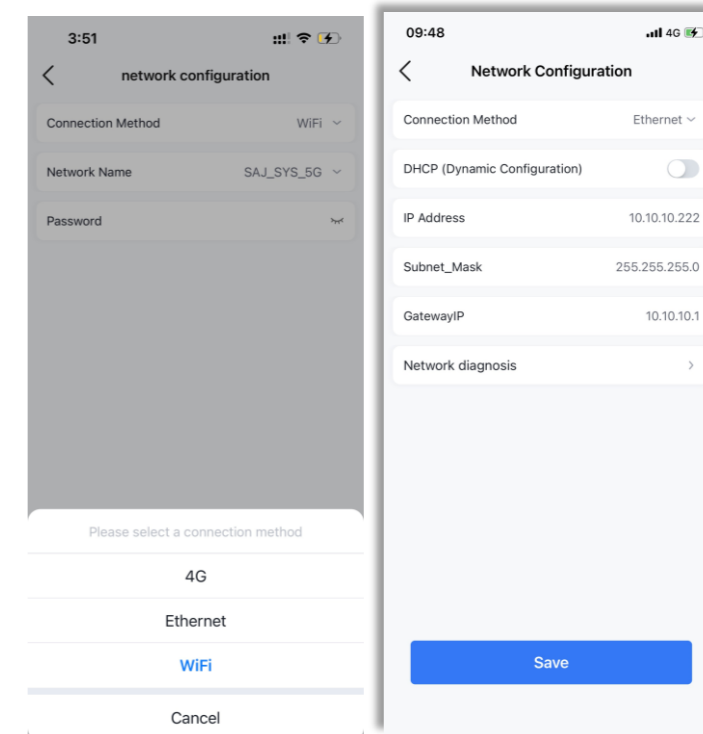 3:51
network configuration
Connection Method WiFi
Network Name SAJ_SYS_5G
Password
Please select a connection method
4G
Ethernet
WiFi
Cancel
09:48 4G
Network Configuration
Connection Method Ethernet
DHCP (Dynamic Configuration)
IP Address 10.10.10.222
Subnet_Mask 255.255.255.0
GatewayIP 10.10.10.1
Network diagnosis
Save